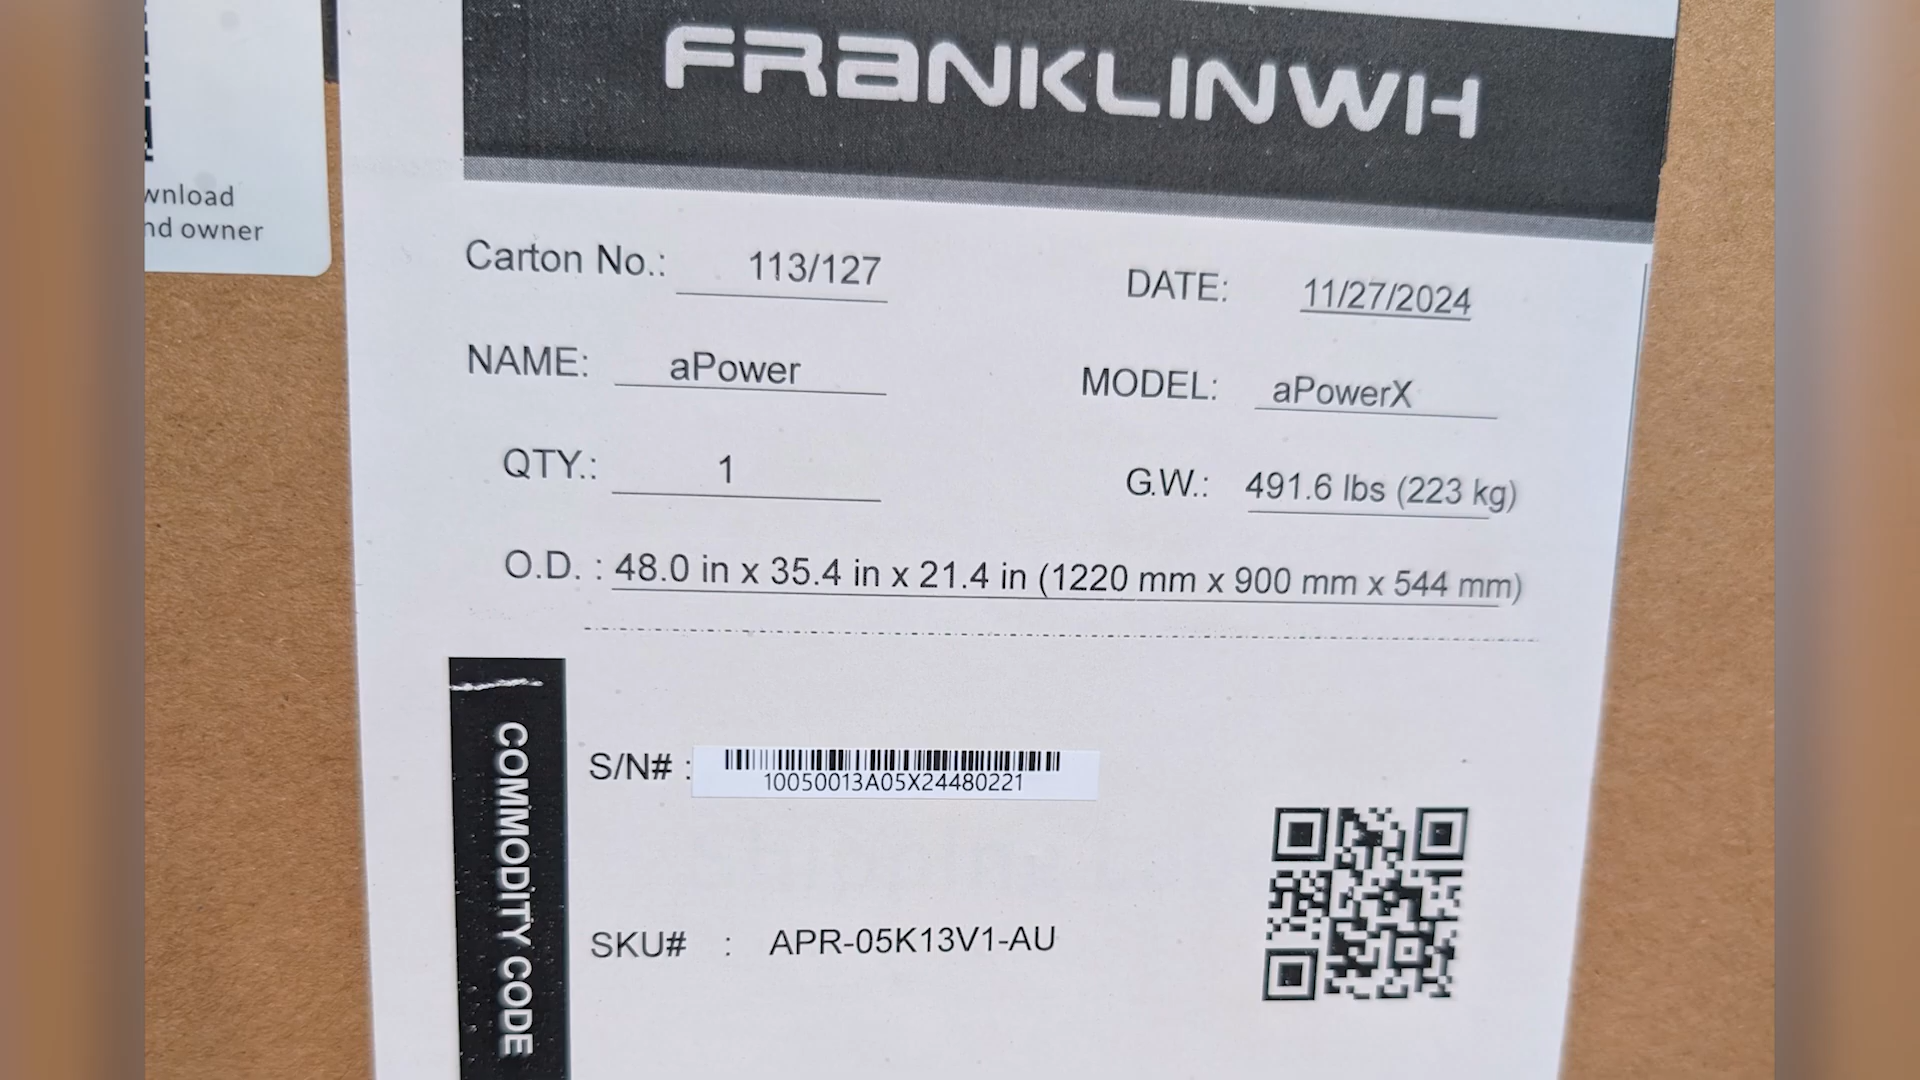 FRANKLINWH
wnload
nd owner
Carton No.: 113/127
DATE: 11/27/2024
NAME: aPower
MODEL: aPowerX
QTY.: 1
G.W.: 491.6 lbs (223 kg)
O.D. : 48.0 in x 35.4 in x 21.4 in (1220 mm x 900 mm x 544 mm)
COMMODITY CODE
S/N# : 10050013A05X24480221
SKU# : APR-05K13V1-AU